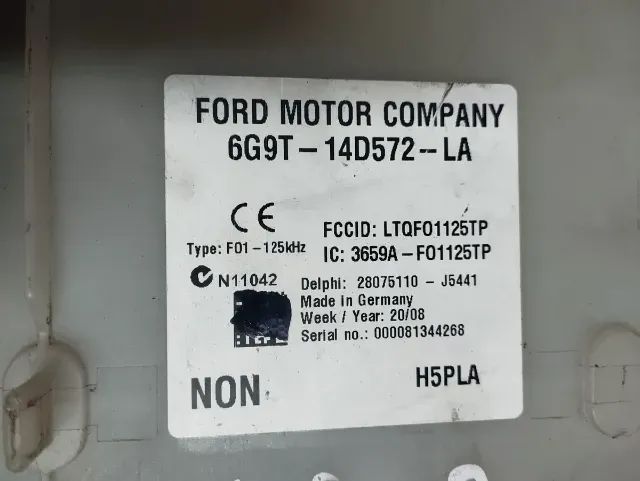 FORD MOTOR COMPANY
6G9T-14D572-LA
CE
FCCID: LTQFO1125TP
Type: F01-125kHz
IC: 3659A-FO1125TP
N11042
Delphi: 28075110 - J5441
Made in Germany
Week / Year: 20/08
Serial no.: 000081344268
NON
H5PLA